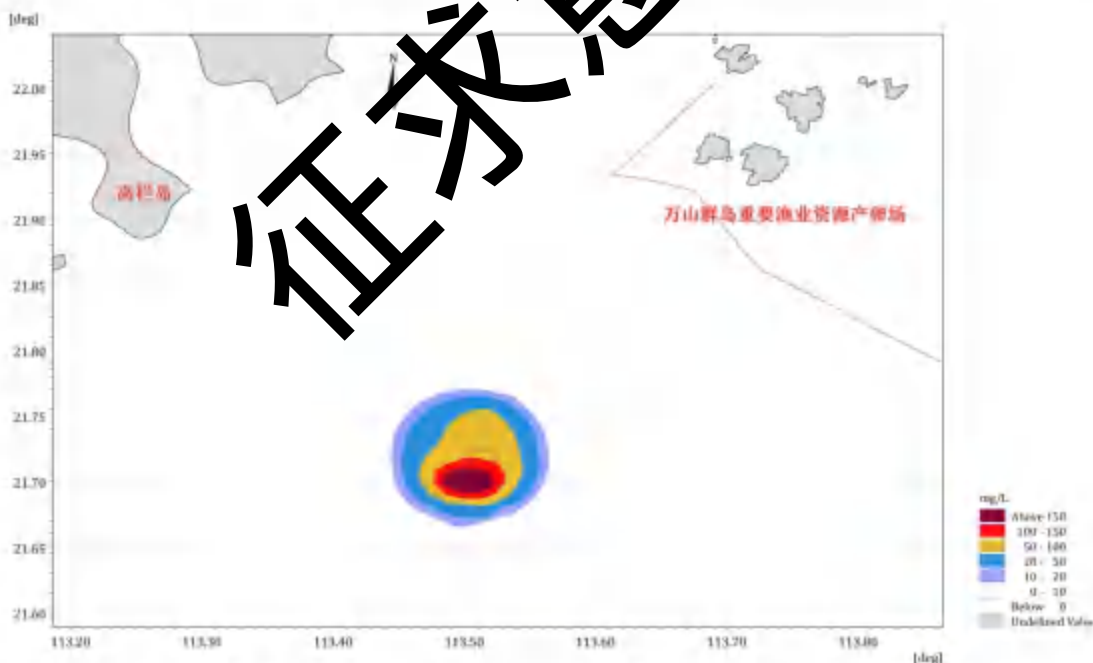 [deg]
N
22.00
21.95
高栏岛
万山群岛重要渔业资源产卵场
21.90
征求
21.85
21.80
21.75
21.70
21.65
21.60
113.20 113.30 113.40 113.50 113.60 113.70 113.80
[deg]
mg/L
Above 150
100 - 150
50 - 100
20 - 50
10 - 20
0 - 10
Below 0
Undefined Value